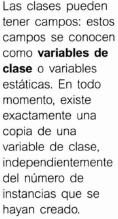 Las clases pueden
tener campos: estos
campos se conocen
como variables de
clase o variables
estáticas. En todo
momento, existe
exactamente una
copia de una
variable de clase,
independientemente
del número de
instancias que se
hayan creado.